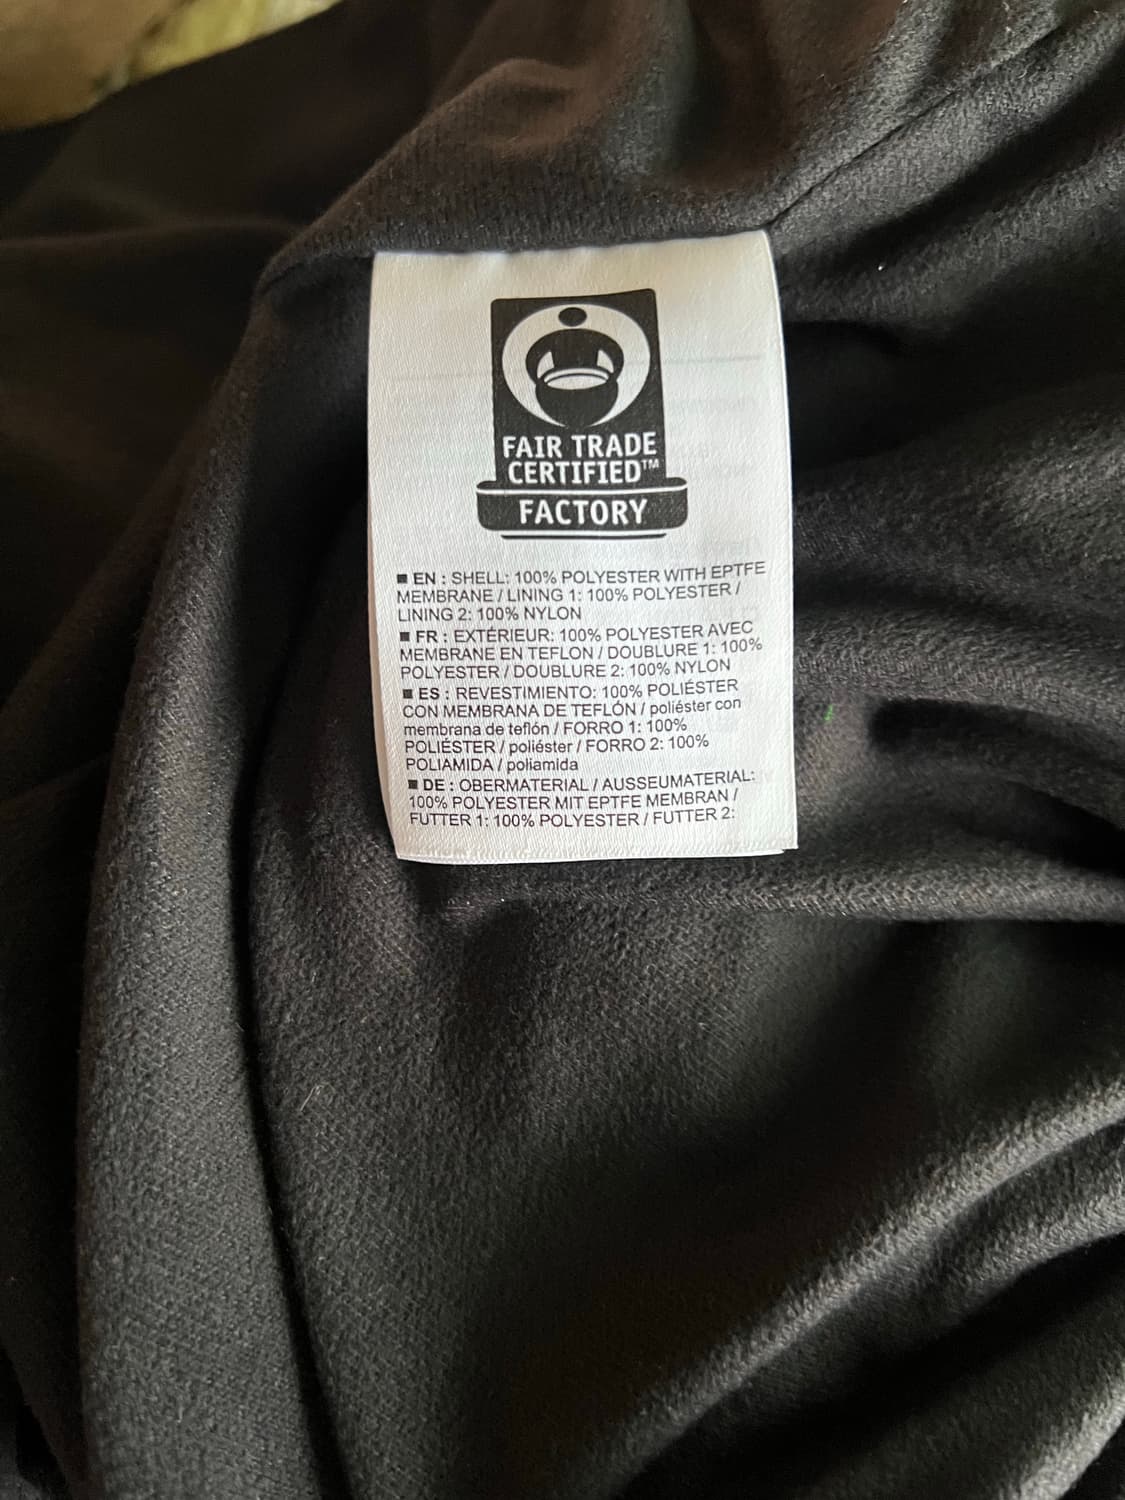 FAIR TRADE
CERTIFIED™
FACTORY
■ EN : SHELL: 100% POLYESTER WITH EPTFE
MEMBRANE / LINING 1: 100% POLYESTER /
LINING 2: 100% NYLON
■ FR : EXTÉRIEUR: 100% POLYESTER AVEC
MEMBRANE EN TEFLON / DOUBLURE 1: 100%
POLYESTER / DOUBLURE 2: 100% NYLON
■ ES : REVESTIMIENTO: 100% POLIÉSTER
CON MEMBRANA DE TEFLÓN / poliéster con
membrana de teflón / FORRO 1: 100%
POLIÉSTER / poliéster / FORRO 2: 100%
POLIAMIDA / poliamida
■ DE : OBERMATERIAL / AUSSEUMATERIAL:
100% POLYESTER MIT EPTFE MEMBRAN /
FUTTER 1: 100% POLYESTER / FUTTER 2: